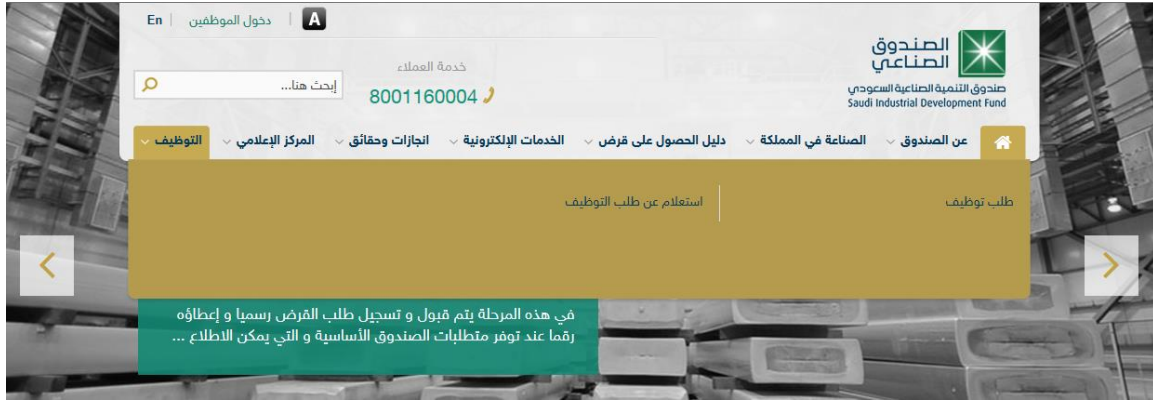 دخول الموظفين | En
A
الصندوق
الصناعي
صندوق التنمية الصناعية السعودي
Saudi Industrial Development Fund
خدمة العملاء
8001160004
إبحث هنا...
عن الصندوق
الصناعة في المملكة
دليل الحصول على قرض
الخدمات الإلكترونية
انجازات وحقائق
المركز الإعلامي
التوظيف
طلب توظيف
استعلام عن طلب التوظيف
في هذه المرحلة يتم قبول و تسجيل طلب القرض رسميا و إعطاؤه
رقما عند توفر متطلبات الصندوق الأساسية و التي يمكن الاطلاع ...